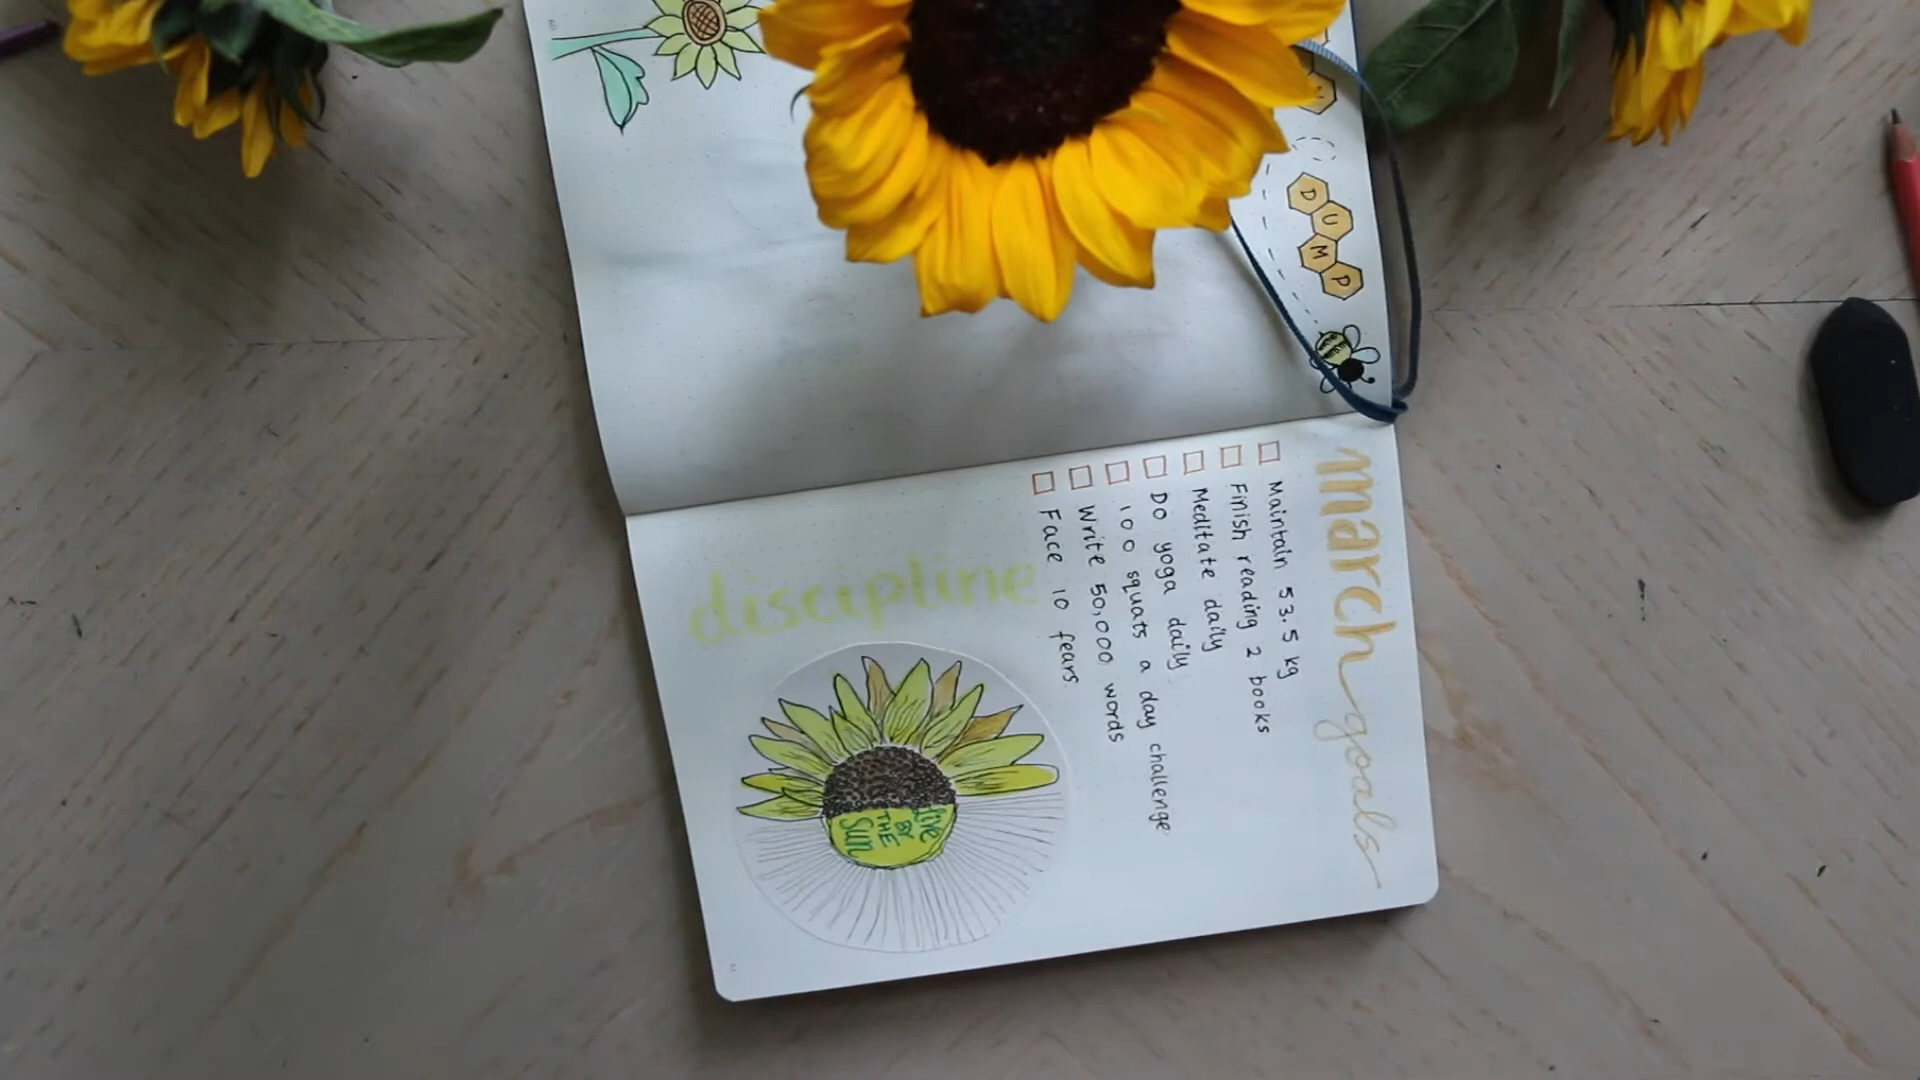 DUMP
march goals
Maintain 53.5 kg
Finish reading 2 books
Meditate daily
Do yoga daily
100 squats a day challenge
Write 50,000 words
Face 10 fears
discipline
Live
BY
THE
Sun